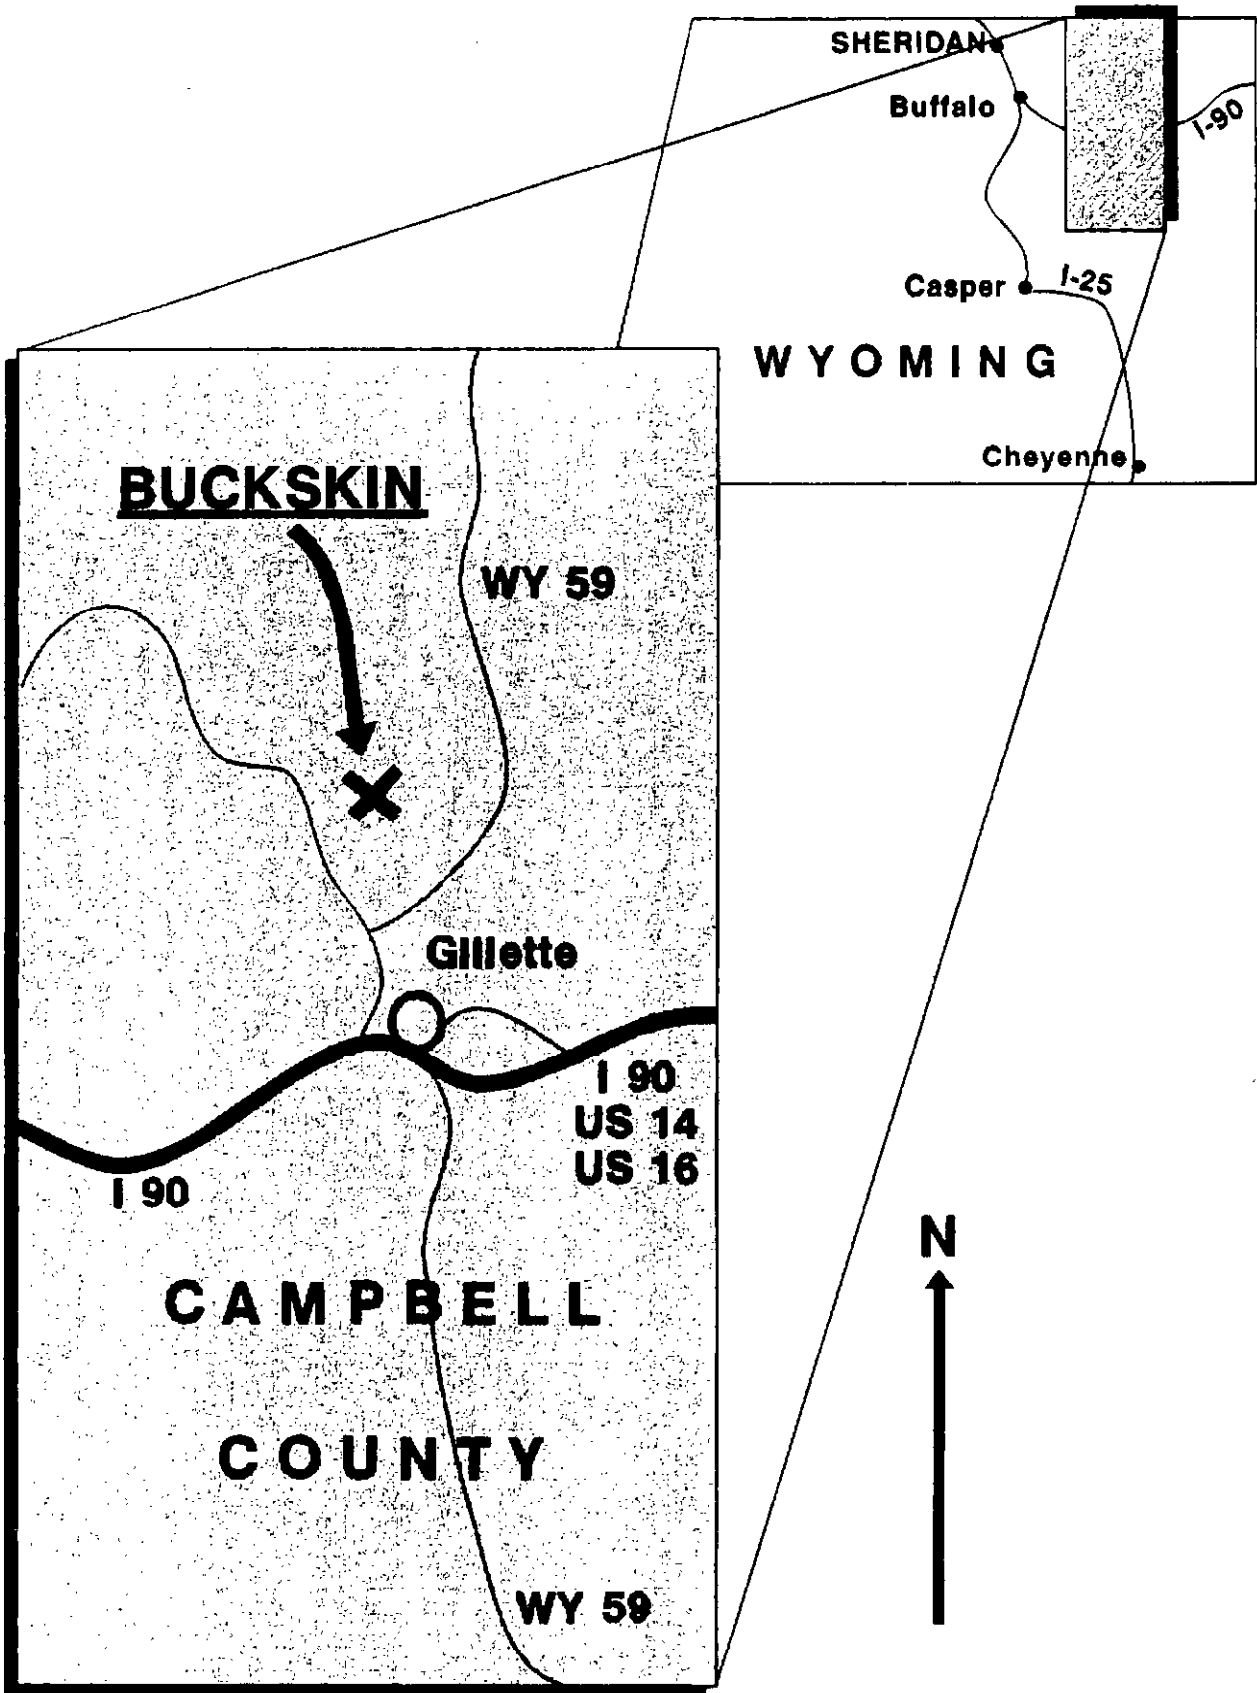 SHERIDAN
Buffalo
I-90
Casper
I-25
WYOMING
Cheyenne
BUCKSKIN
WY 59
Gillette
I 90
US 14
US 16
I 90
N
CAMPBELL
COUNTY
WY 59